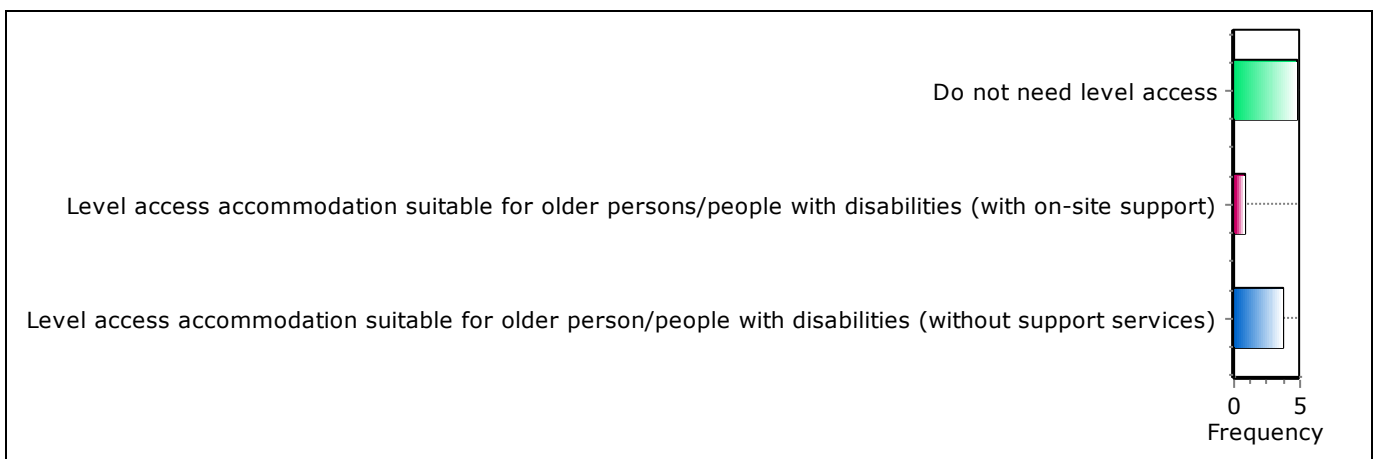 Do not need level access
Level access accommodation suitable for older persons/people with disabilities (with on-site support)
Level access accommodation suitable for older person/people with disabilities (without support services)
0 5
Frequency